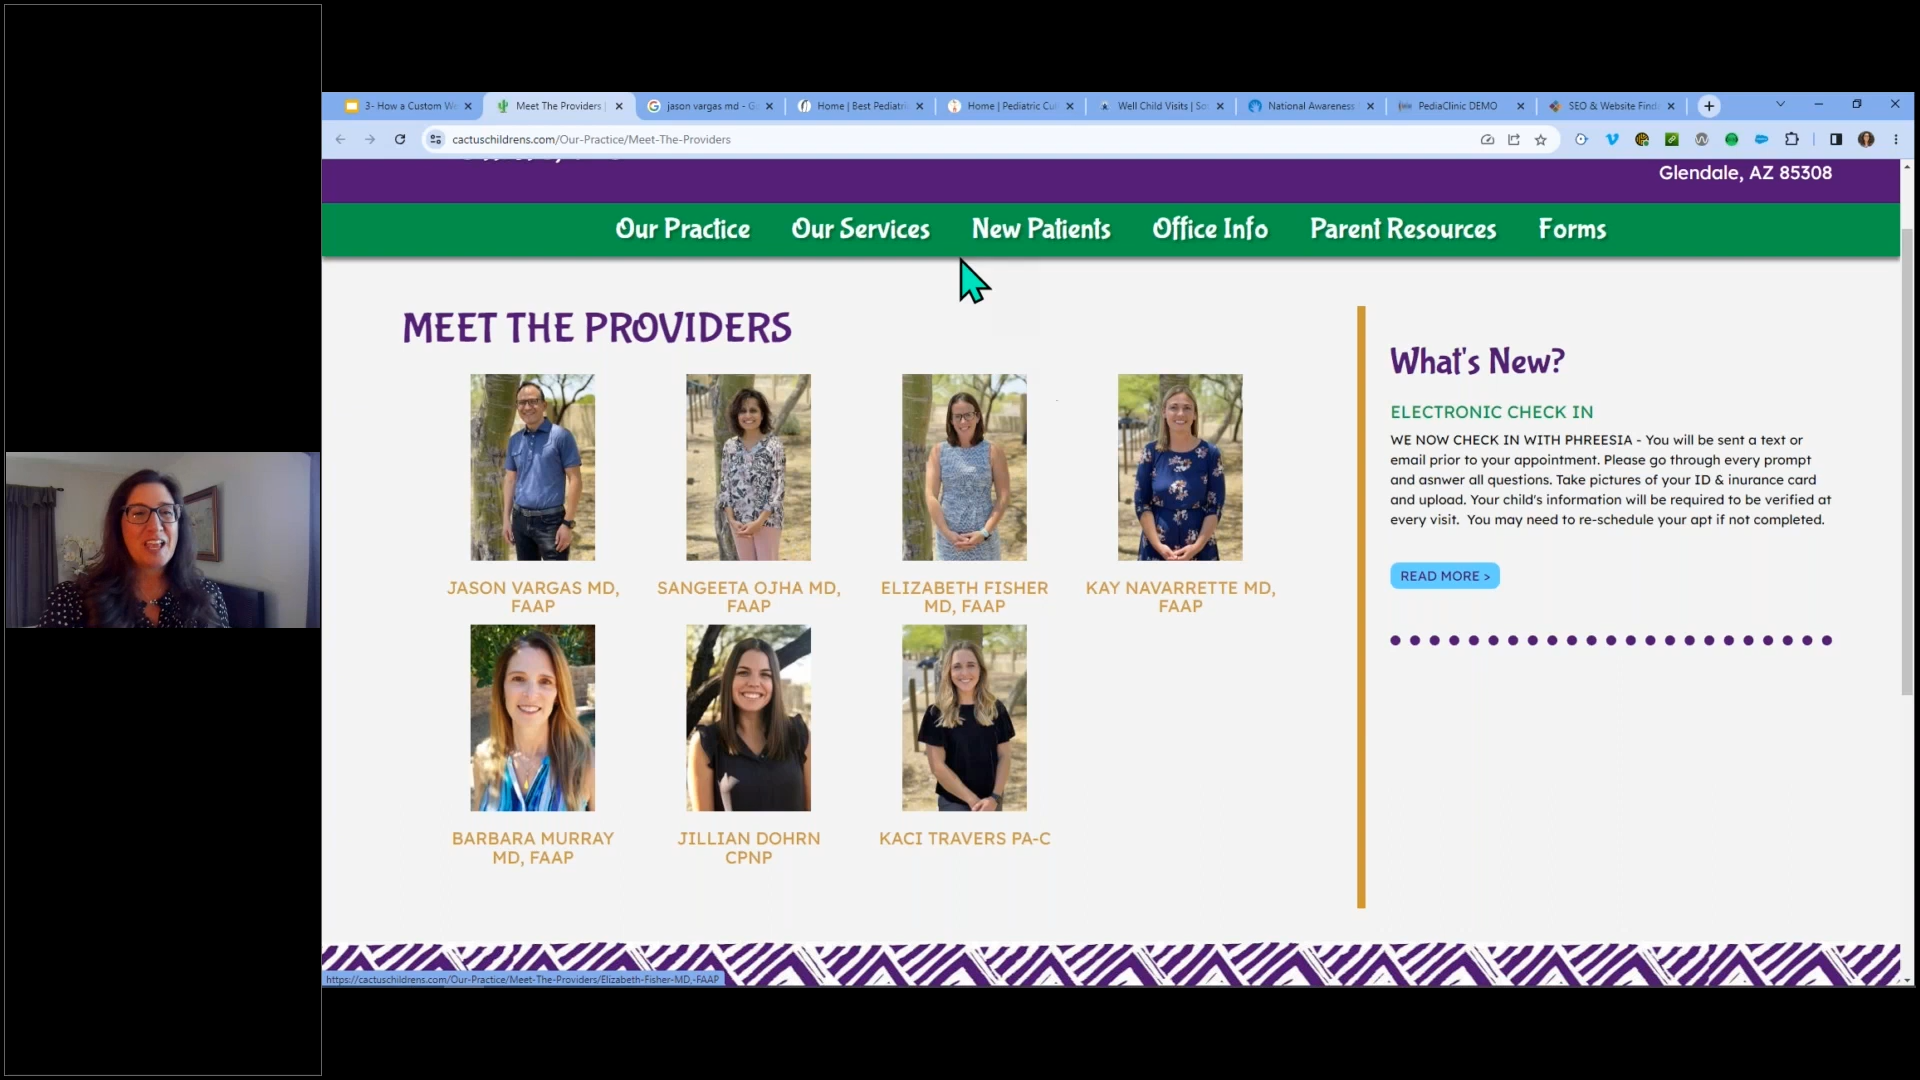 3- How a Custom We
Meet The Providers |
jason vargas md - Go
Home | Best Pediatri
Home | Pediatric Cu
Well Child Visits | So
National Awareness
PediaClinic DEMO
SEO & Website Find
cactuschildrens.com/Our-Practice/Meet-The-Providers
Glendale, AZ 85308
Our Practice
Our Services
New Patients
Office Info
Parent Resources
Forms
MEET THE PROVIDERS
JASON VARGAS MD,
FAAP
SANGEETA OJHA MD,
FAAP
ELIZABETH FISHER
MD, FAAP
KAY NAVARRETTE MD,
FAAP
BARBARA MURRAY
MD, FAAP
JILLIAN DOHRN
CPNP
KACI TRAVERS PA-C
What's New?
ELECTRONIC CHECK IN
WE NOW CHECK IN WITH PHREESIA - You will be sent a text or
email prior to your appointment. Please go through every prompt
and asnwer all questions. Take pictures of your ID & inurance card
and upload. Your child's information will be required to be verified at
every visit. You may need to re-schedule your apt if not completed.
READ MORE >
https://cactuschildrens.com/Our-Practice/Meet-The-Providers/Elizabeth-Fisher-MD,-FAAP